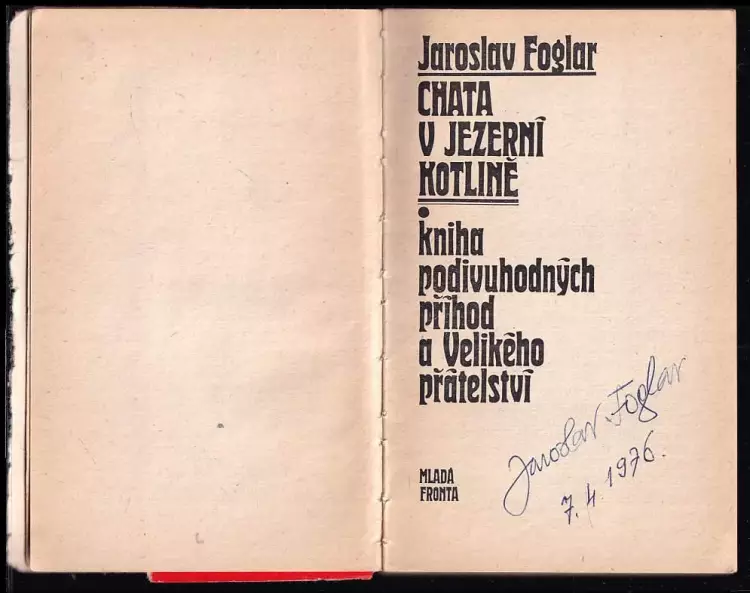 Jaroslav Foglar
CHATA
V JEZERNÍ
KOTLINĚ
kniha
podivuhodných
příhod
a Velikého
přátelství
Jaroslav Foglar
7. 4. 1976.
MLADÁ
FRONTA